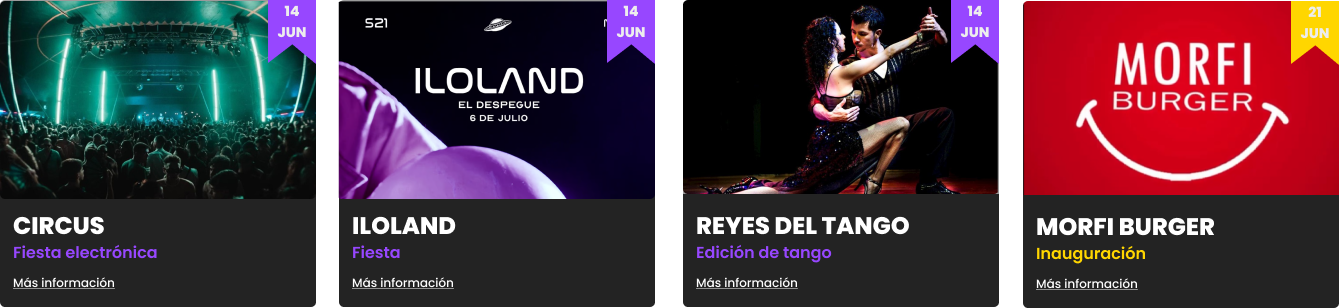 14
JUN
CIRCUS
Fiesta electrónica
Más información
S21
14
JUN
ILOLAND
EL DESPEGUE
6 DE JULIO
ILOLAND
Fiesta
Más información
14
JUN
REYES DEL TANGO
Edición de tango
Más información
21
JUN
MORFI
BURGER
MORFI BURGER
Inauguración
Más información